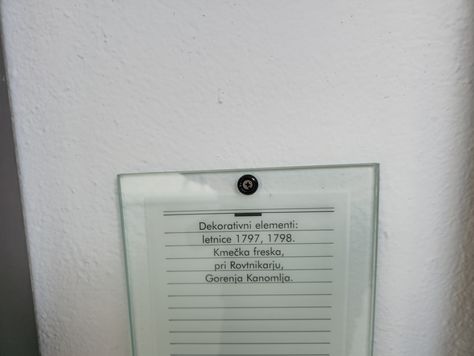 Dekorativni elementi:
letnice 1797, 1798.
Kmečka freska,
pri Rovtnikarju,
Gorenja Kanomlja.